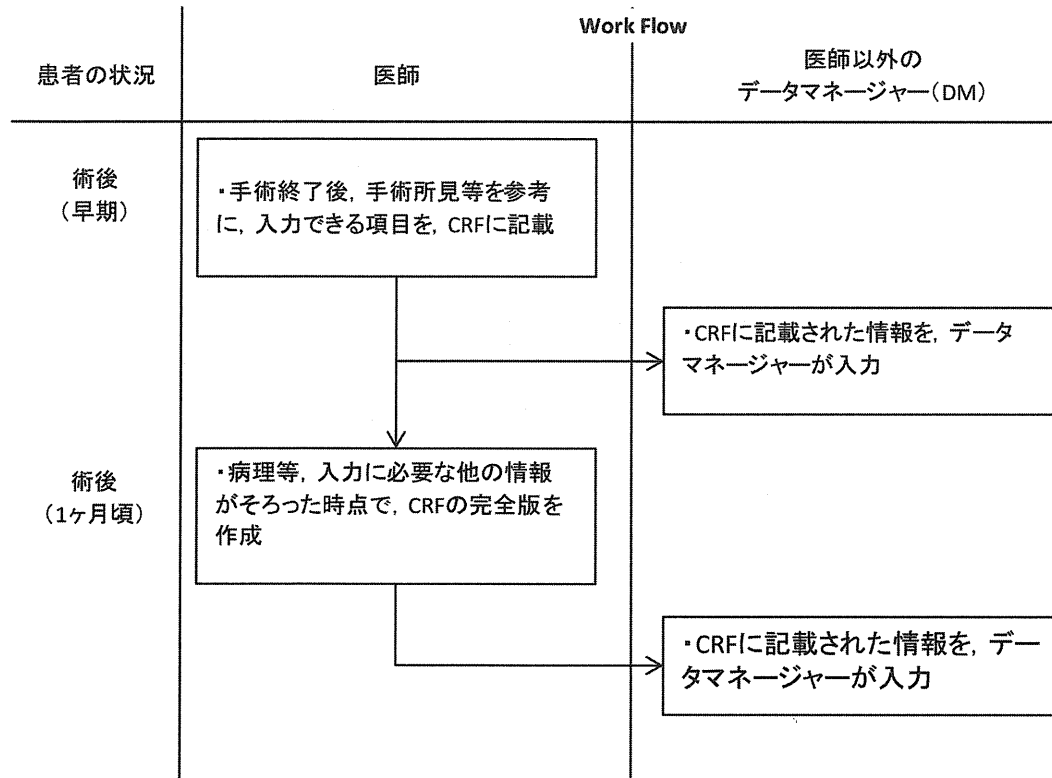 Work Flow
患者の状況
医師
医師以外の
データマネージャー(DM)
術後
(早期)
・手術終了後, 手術所見等を参考
に, 入力できる項目を, CRFに記載
・CRFに記載された情報を, データ
マネージャーが入力
術後
(1ヶ月頃)
・病理等, 入力に必要な他の情報
がそろった時点で, CRFの完全版を
作成
・CRFに記載された情報を, デー
タマネージャーが入力